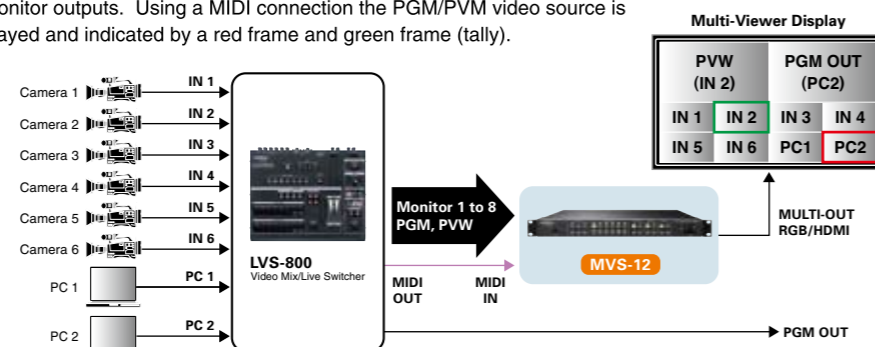 onitor outputs. Using a MIDI connection the PGM/PVM video source is
ayed and indicated by a red frame and green frame (tally).
Multi-Viewer Display
PVW
(IN 2)
PGM OUT
(PC2)
IN 1 IN 2 IN 3 IN 4
IN 5 IN 6 PC1 PC2
Camera 1
IN 1
Camera 2
IN 2
Camera 3
IN 3
Camera 4
IN 4
Camera 5
IN 5
Camera 6
IN 6
PC 1
PC 1
PC 2
PC 2
LVS-800
Video Mix/Live Switcher
Monitor 1 to 8
PGM, PVW
MIDI
OUT
MIDI
IN
MVS-12
MULTI-OUT
RGB/HDMI
PGM OUT